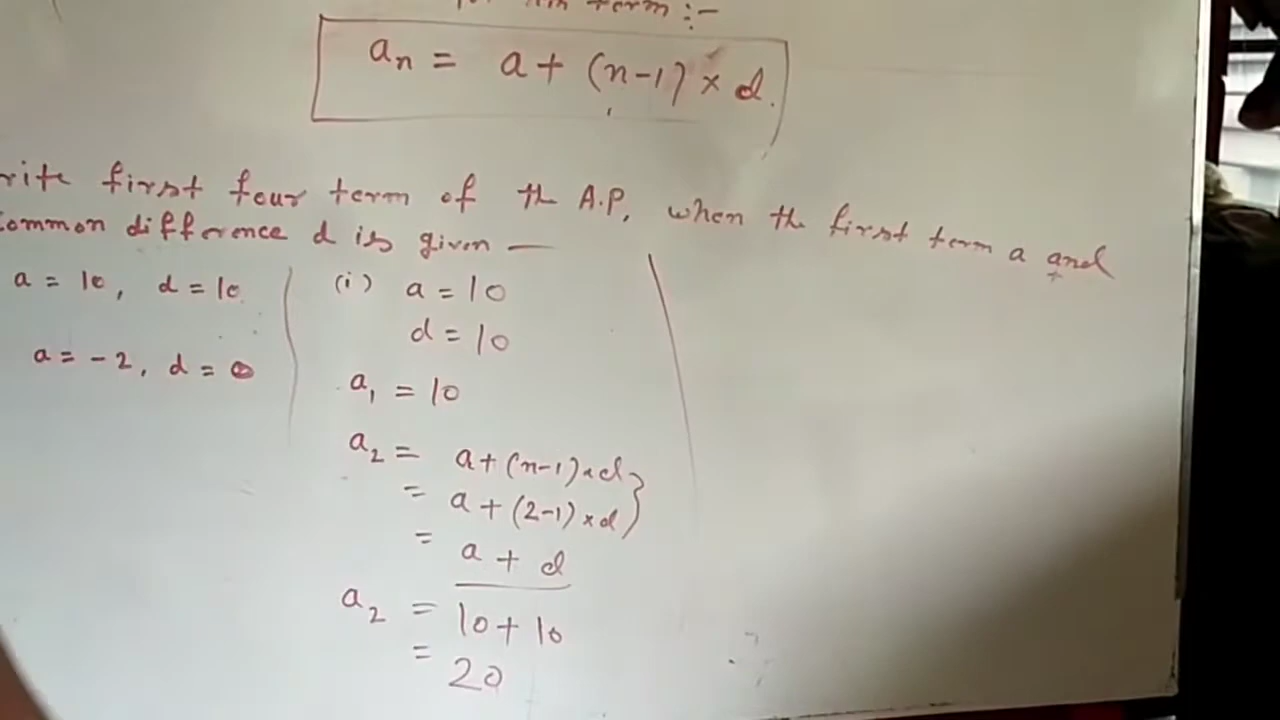 term :-
an = a + (n-1) × d.
rite first four term of the A.P, when the first term a and
common difference d is given —
a = 10, d = 10
a = -2, d = 0
(i) a = 10
d = 10
a1 = 10
a2 = a + (n-1) × d
= a + (2-1) × d
= a + d
a2 = 10 + 10
= 20